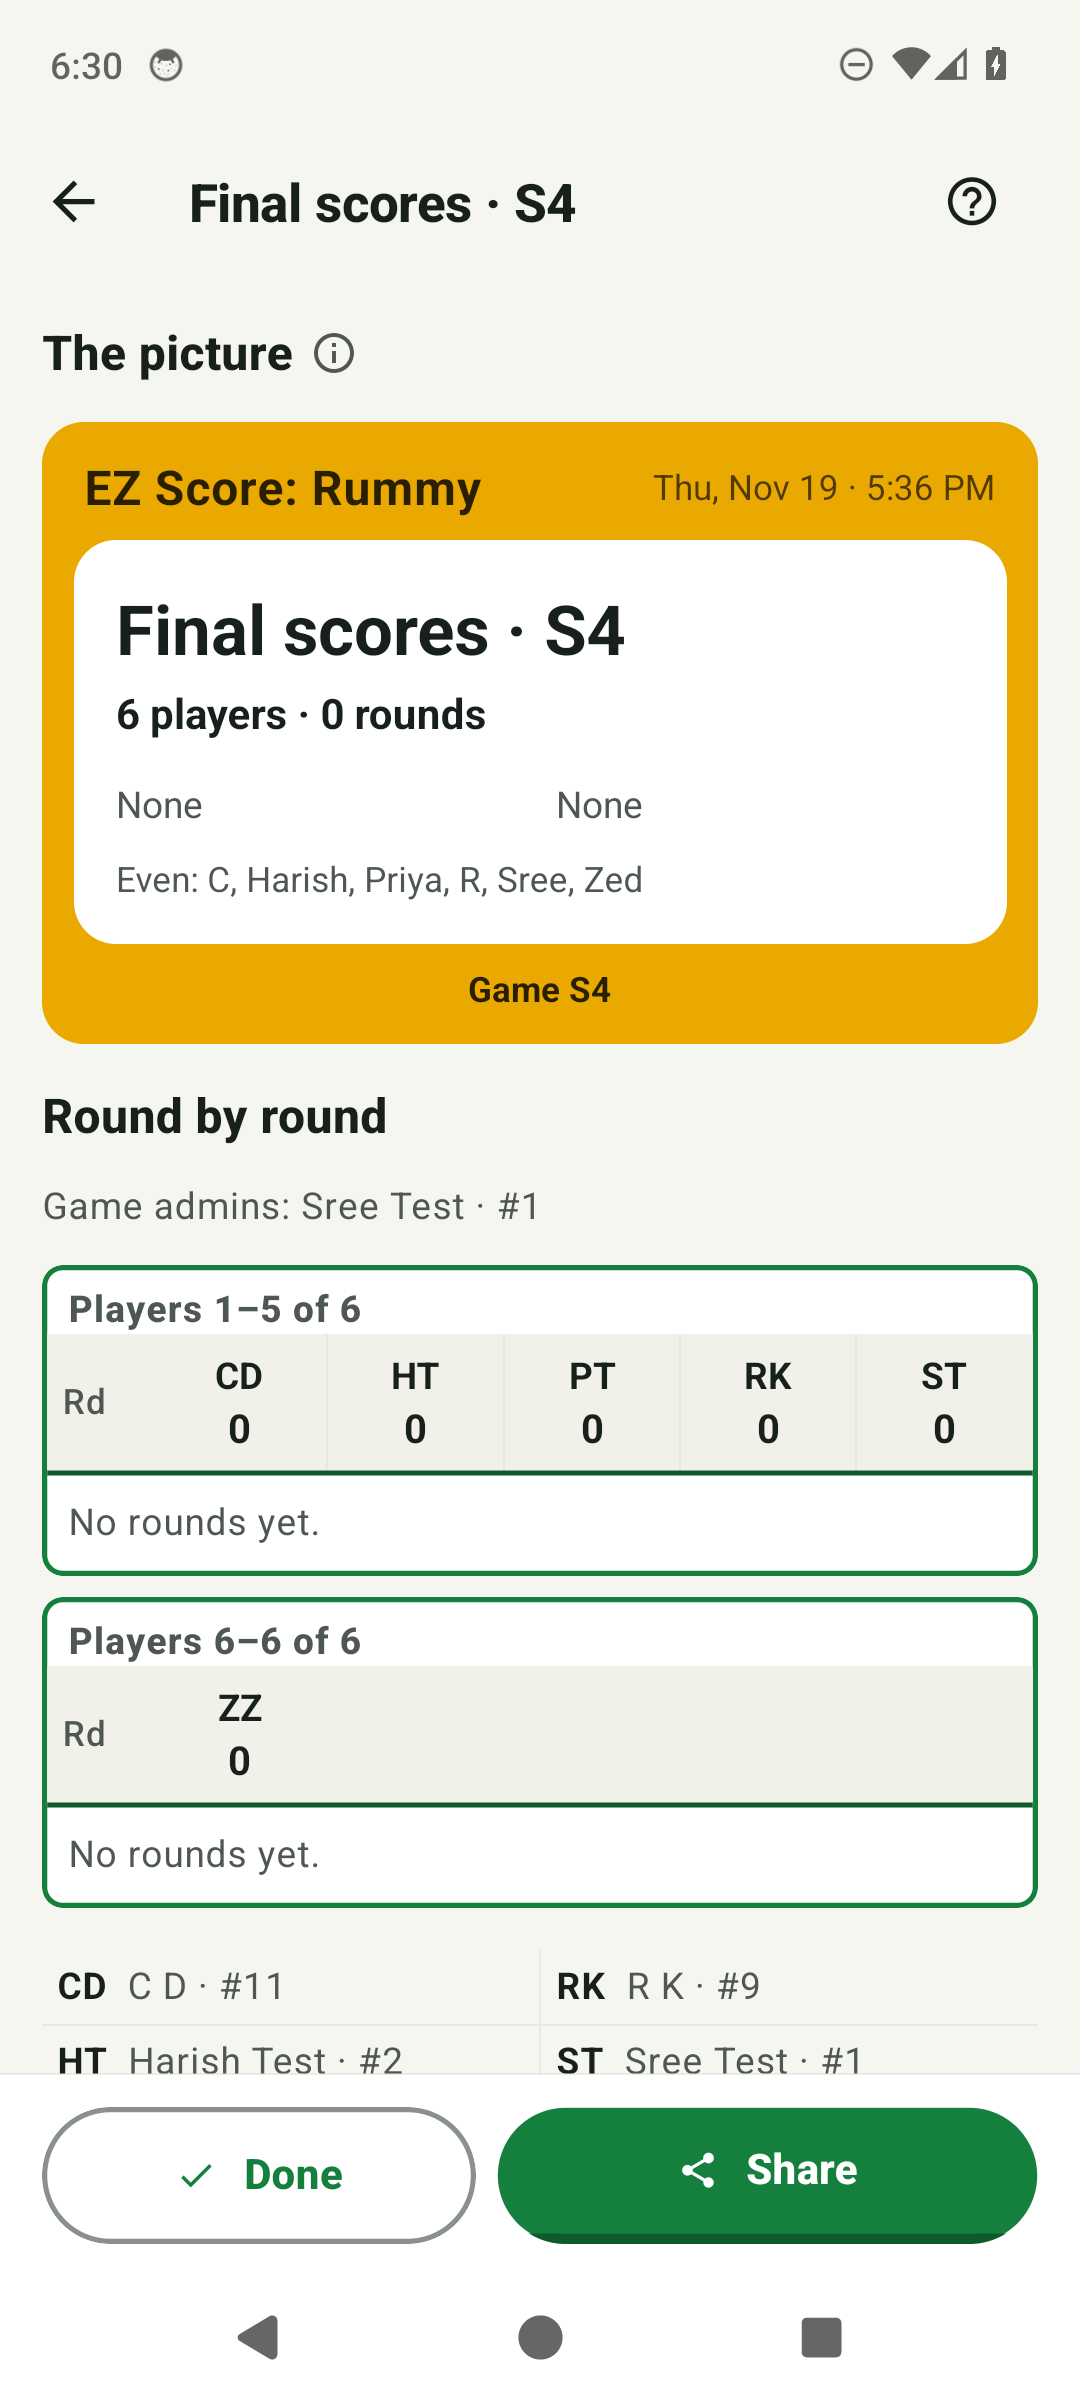 6:30
Final scores · S4
The picture
EZ Score: Rummy
Thu, Nov 19 · 5:36 PM
Final scores · S4
6 players · 0 rounds
None None
Even: C, Harish, Priya, R, Sree, Zed
Game S4
Round by round
Game admins: Sree Test · #1
Players 1–5 of 6
Rd CD HT PT RK ST
0 0 0 0 0
No rounds yet.
Players 6–6 of 6
Rd ZZ
0
No rounds yet.
CD C D · #11 RK R K · #9
HT Harish Test · #2 ST Sree Test · #1
Done Share